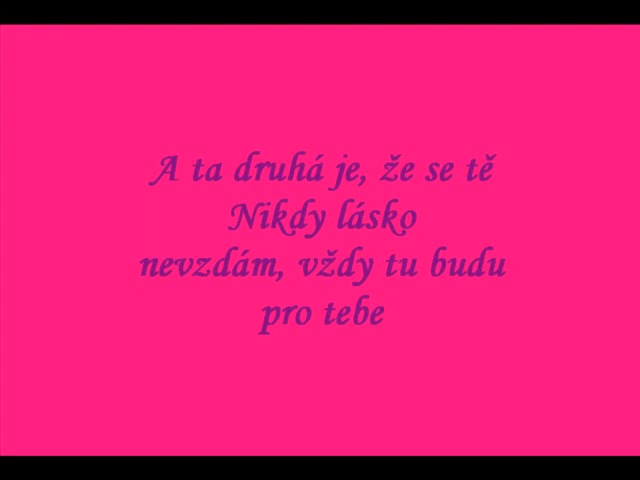 A ta druhá je, že se tě
Nikdy lásko
nevzdám, vždy tu budu
pro tebe